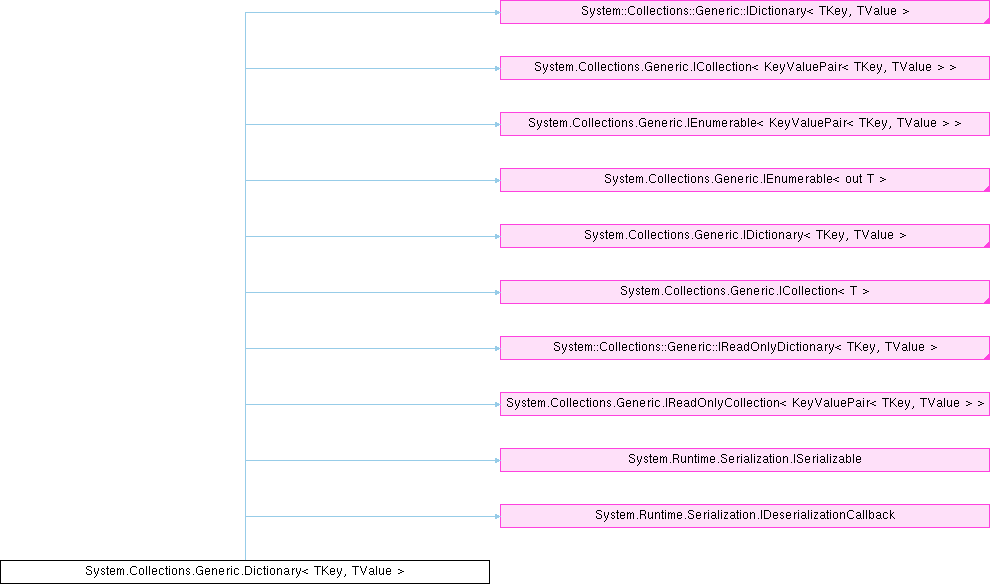 System::Collections::Generic::IDictionary< TKey, TValue >
System.Collections.Generic.ICollection< KeyValuePair< TKey, TValue > >
System.Collections.Generic.IEnumerable< KeyValuePair< TKey, TValue > >
System.Collections.Generic.IEnumerable< out T >
System.Collections.Generic.IDictionary< TKey, TValue >
System.Collections.Generic.ICollection< T >
System::Collections::Generic::IReadOnlyDictionary< TKey, TValue >
System.Collections.Generic.IReadOnlyCollection< KeyValuePair< TKey, TValue > >
System.Runtime.Serialization.ISerializable
System.Runtime.Serialization.IDeserializationCallback
System.Collections.Generic.Dictionary< TKey, TValue >